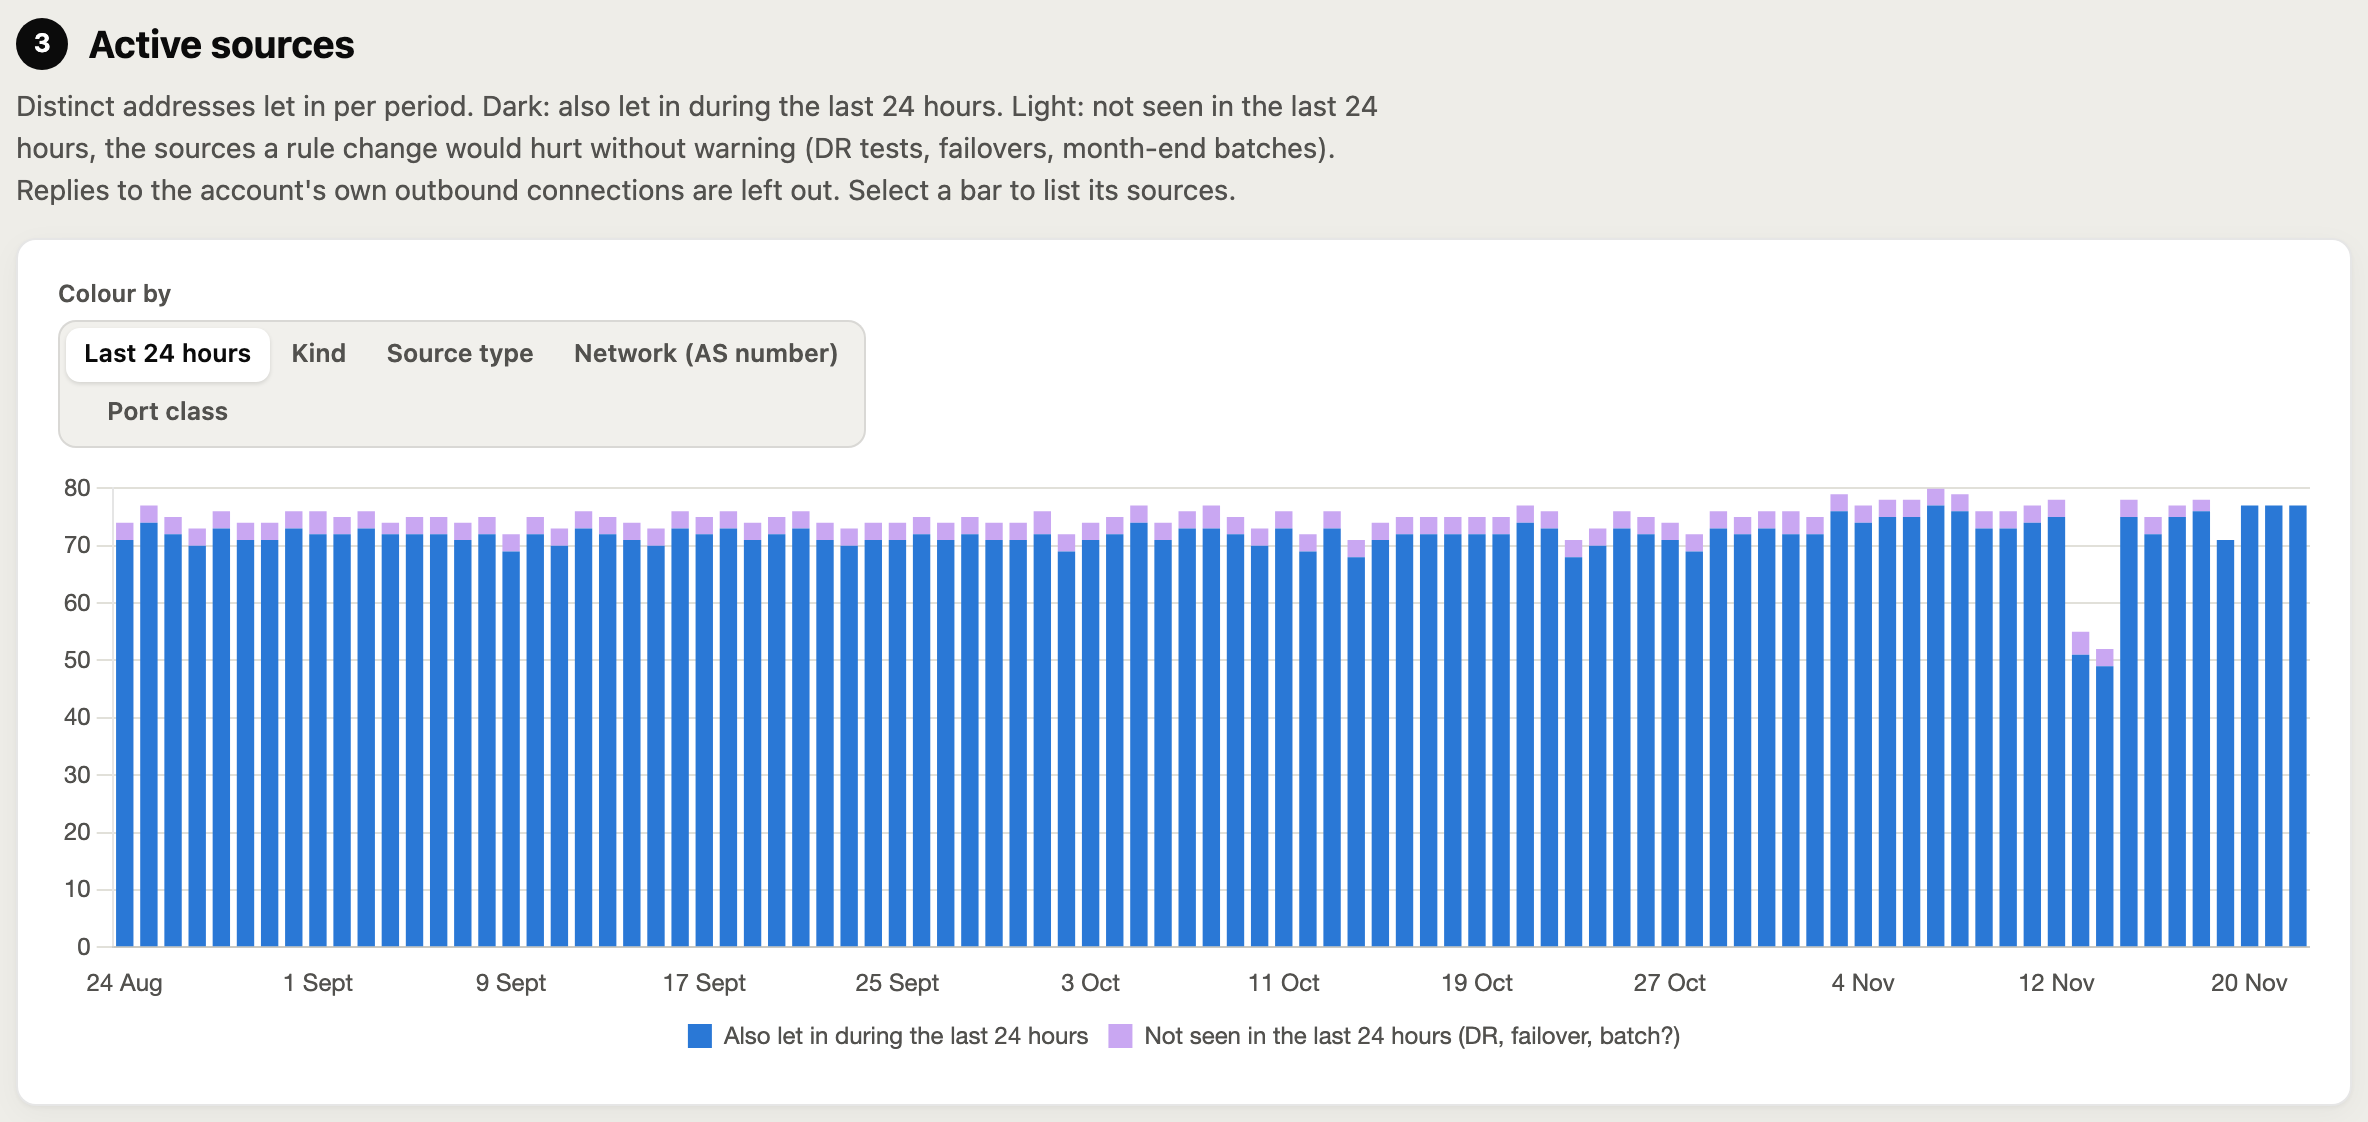 3 Active sources
Distinct addresses let in per period. Dark: also let in during the last 24 hours. Light: not seen in the last 24
hours, the sources a rule change would hurt without warning (DR tests, failovers, month-end batches).
Replies to the account's own outbound connections are left out. Select a bar to list its sources.
Colour by
Last 24 hours Kind Source type Network (AS number)
Port class
80
70
60
50
40
30
20
10
0
24 Aug 1 Sept 9 Sept 17 Sept 25 Sept 3 Oct 11 Oct 19 Oct 27 Oct 4 Nov 12 Nov 20 Nov
Also let in during the last 24 hours Not seen in the last 24 hours (DR, failover, batch?)